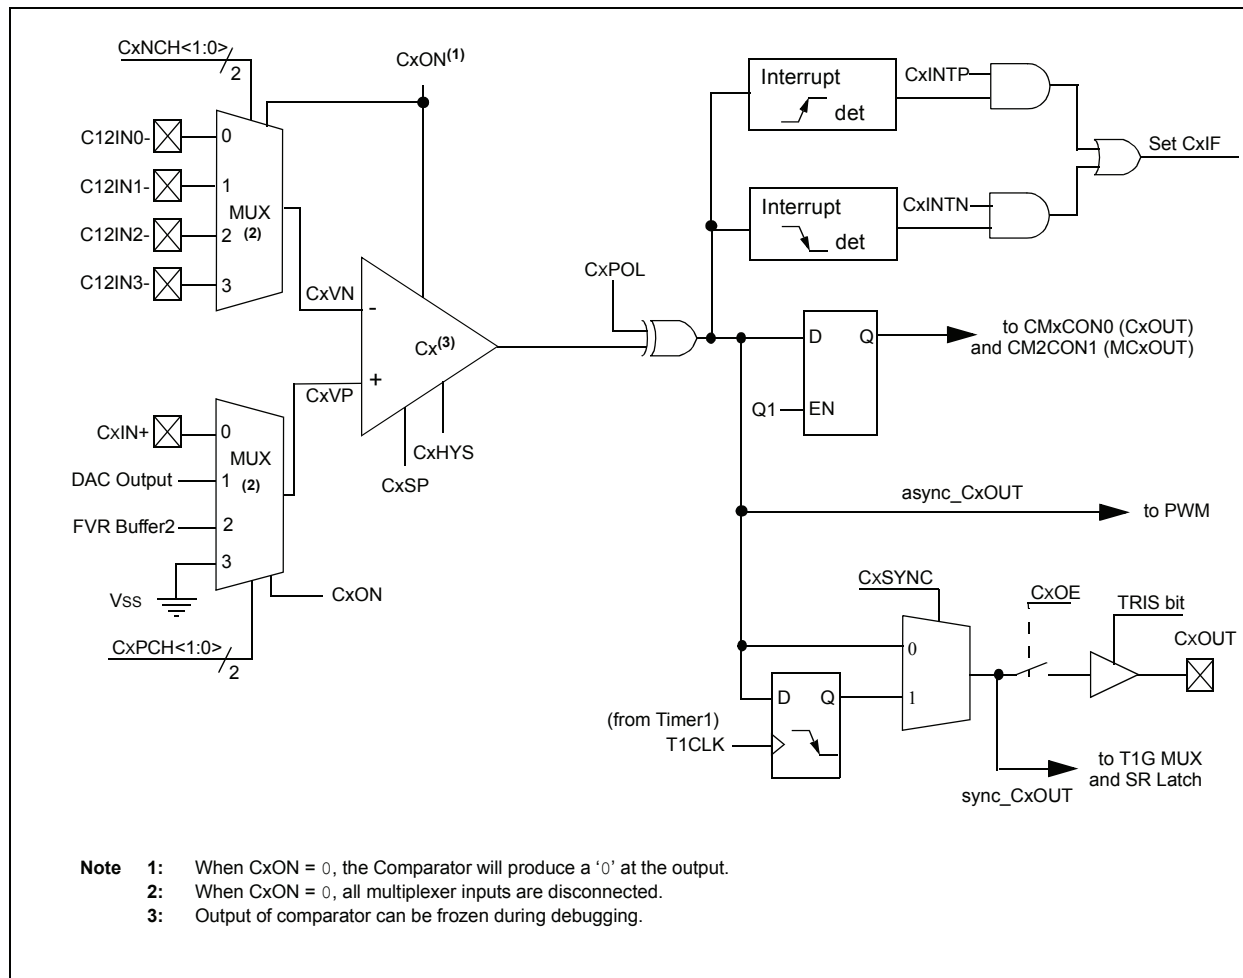 CxNCH<1:0>
2
CxON(1)
C12IN0-
0
C12IN1-
1
MUX
(2)
C12IN2-
2
C12IN3-
3
CxVN
-
Cx(3)
+
CxVP
CxHYS
CxSP
CxIN+
0
MUX
(2)
DAC Output
1
FVR Buffer2
2
3
VSS
CxON
CxPCH<1:0>
2
CxPOL
Interrupt
det
CxINTP
Set CxIF
Interrupt
det
CxINTN
D
Q
Q1
EN
to CMxCON0 (CxOUT)
and CM2CON1 (MCxOUT)
async_CxOUT
to PWM
CxSYNC
0
1
CxOE
TRIS bit
CxOUT
D
Q
(from Timer1)
T1CLK
to T1G MUX
and SR Latch
sync_CxOUT
Note 1: When CxON = 0, the Comparator will produce a ‘0’ at the output.
2: When CxON = 0, all multiplexer inputs are disconnected.
3: Output of comparator can be frozen during debugging.